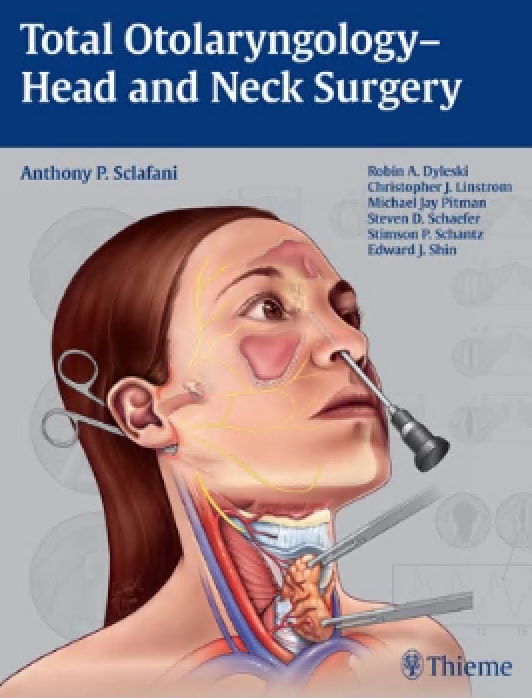 Total Otolaryngology–
Head and Neck Surgery
Anthony P. Sclafani
Robin A. Dyleski
Christopher J. Linstrom
Michael Jay Pitman
Steven D. Schaefer
Stimson P. Schantz
Edward J. Shin
Thieme